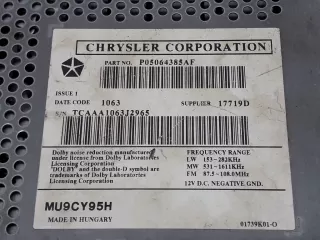 CHRYSLER CORPORATION
PART NO. P05064385AF
ISSUE 1
DATE CODE 1063 SUPPLIER 17719D
S/N: TCAAA1063J2965
Dolby noise reduction manufactured
under license from Dolby Laboratories
Licensing Corporation
"DOLBY" and the double-D symbol are
trademarks of Dolby Laboratories
Licensing Corporation.
FREQUENCY RANGE
LW 153-282KHz
MW 531-1611KHz
FM 87.5-108.0MHz
12V D.C. NEGATIVE GND.
MU9CY95H
MADE IN HUNGARY
01739K01-O